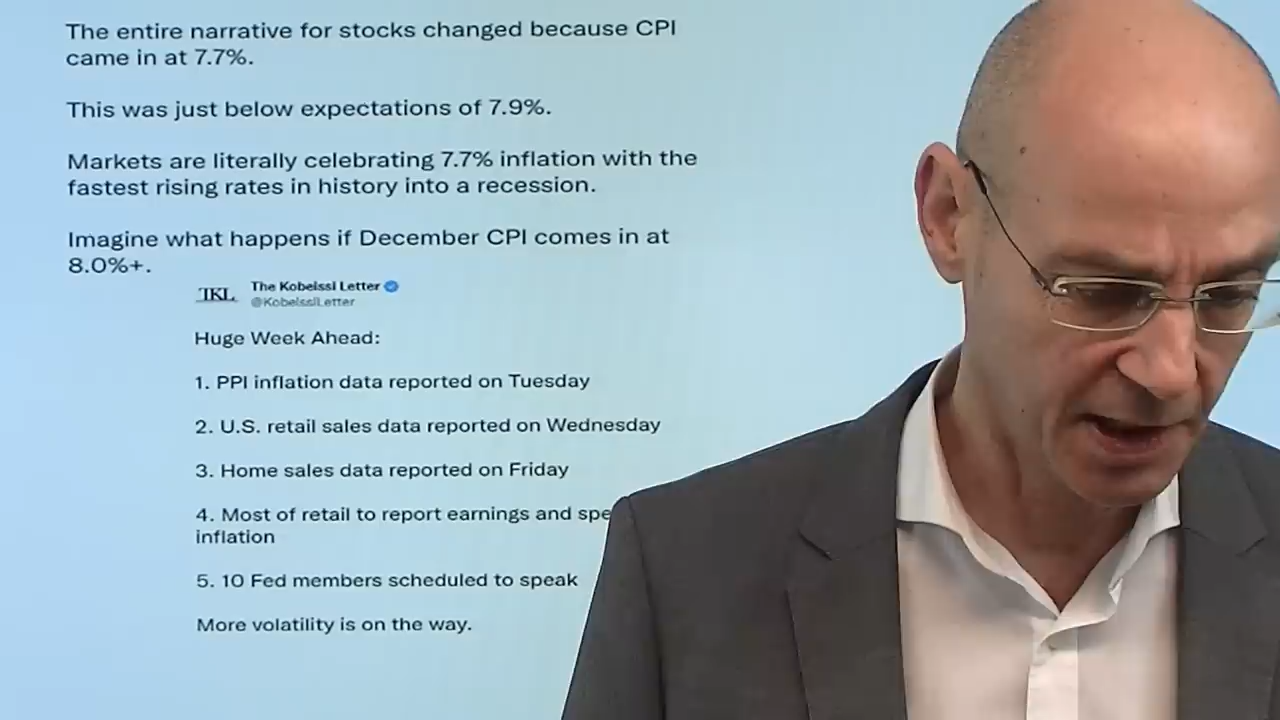 The entire narrative for stocks changed because CPI
came in at 7.7%.
This was just below expectations of 7.9%.
Markets are literally celebrating 7.7% inflation with the
fastest rising rates in history into a recession.
Imagine what happens if December CPI comes in at
8.0%+.
TKL The Kobeissi Letter
@KobeissiLetter
Huge Week Ahead:
1. PPI inflation data reported on Tuesday
2. U.S. retail sales data reported on Wednesday
3. Home sales data reported on Friday
4. Most of retail to report earnings and spe
inflation
5. 10 Fed members scheduled to speak
More volatility is on the way.